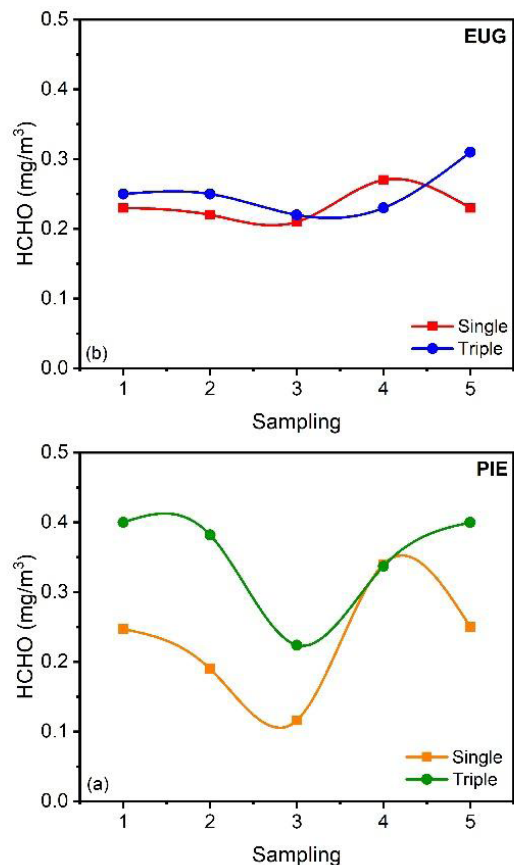 EUG
0.5
0.4
0.3
0.2
0.1
0.0
HCHO (mg/m³)
Single
Triple
(b)
1 2 3 4 5
Sampling
PIE
0.5
0.4
0.3
0.2
0.1
0.0
HCHO (mg/m³)
Single
Triple
(a)
1 2 3 4 5
Sampling